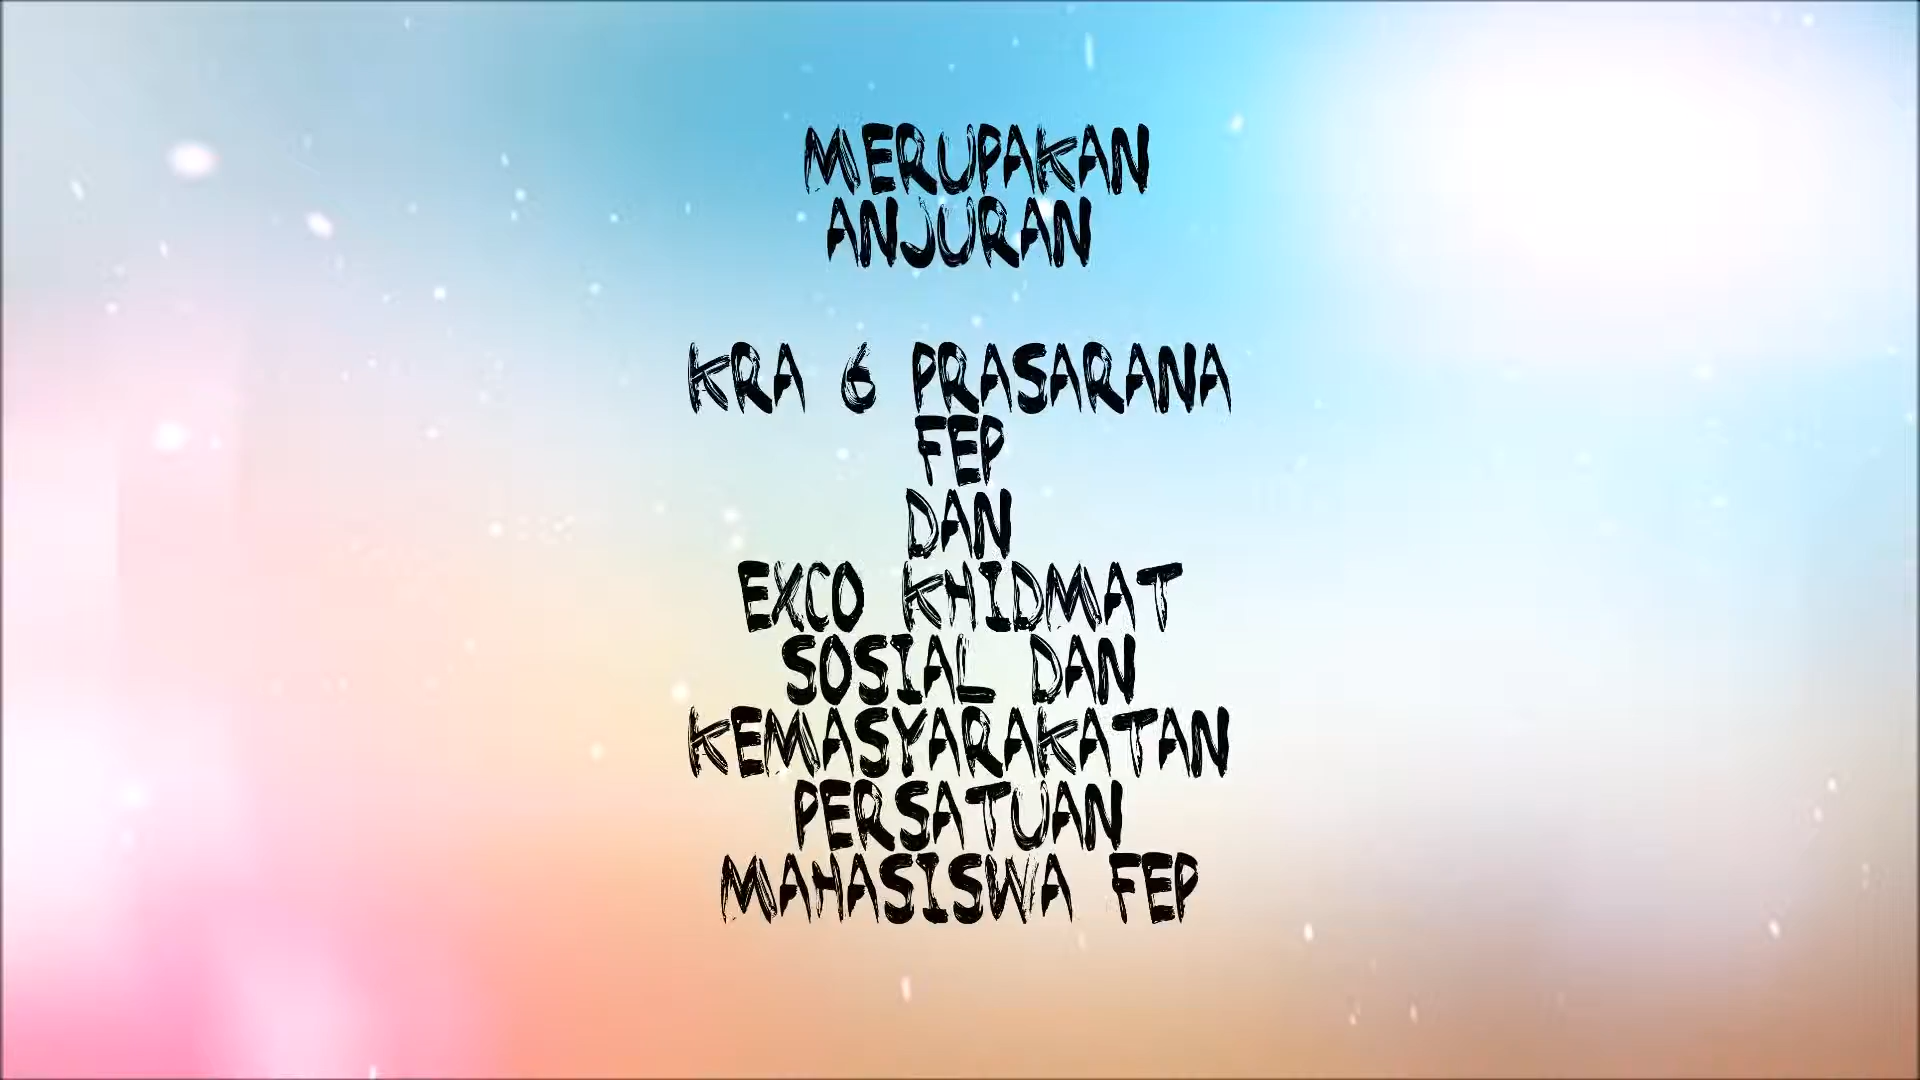 MERUPAKAN
ANJURAN
KRA 6 PRASARANA
FEP
DAN
EXCO KHIDMAT
SOSIAL DAN
KEMASYARAKATAN
PERSATUAN
MAHASISWA FEP